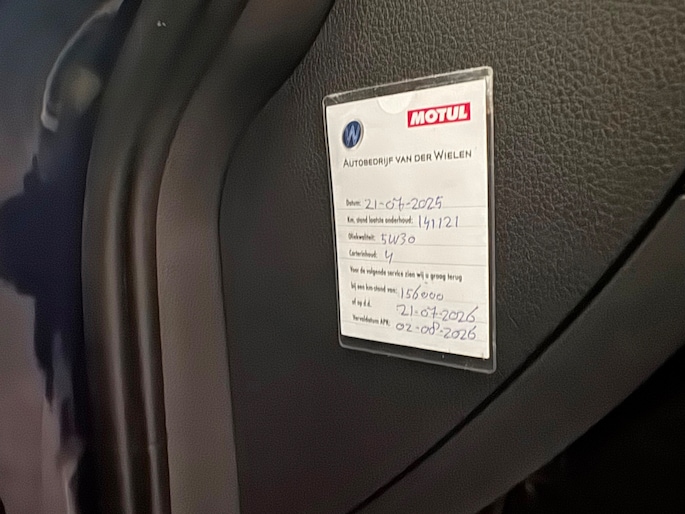 W
MOTUL
AUTOBEDRIJF VAN DER WIELEN
Datum: 21-07-2025
Km. stand laatste onderhoud: 141121
Oliekwaliteit: 5W30
Carterinhoud: 4
Voor de volgende service zien wij u graag terug
bij een km-stand van: 156000
of op d.d. 21-07-2026
Vervaldatum APK: 02-08-2026